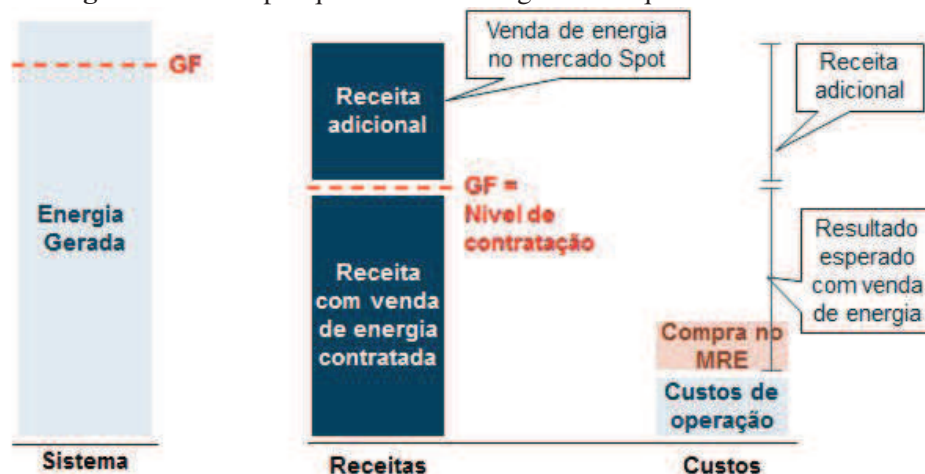 Venda de energia
no mercado Spot
GF
Receita
adicional
Receita
adicional
GF =
Nivel de
contratação
Energia
Gerada
Resultado
esperado
com venda
de energia
Receita
com venda
de energia
contratada
Compra no
MRE
Custos de
operação
Sistema
Receitas
Custos